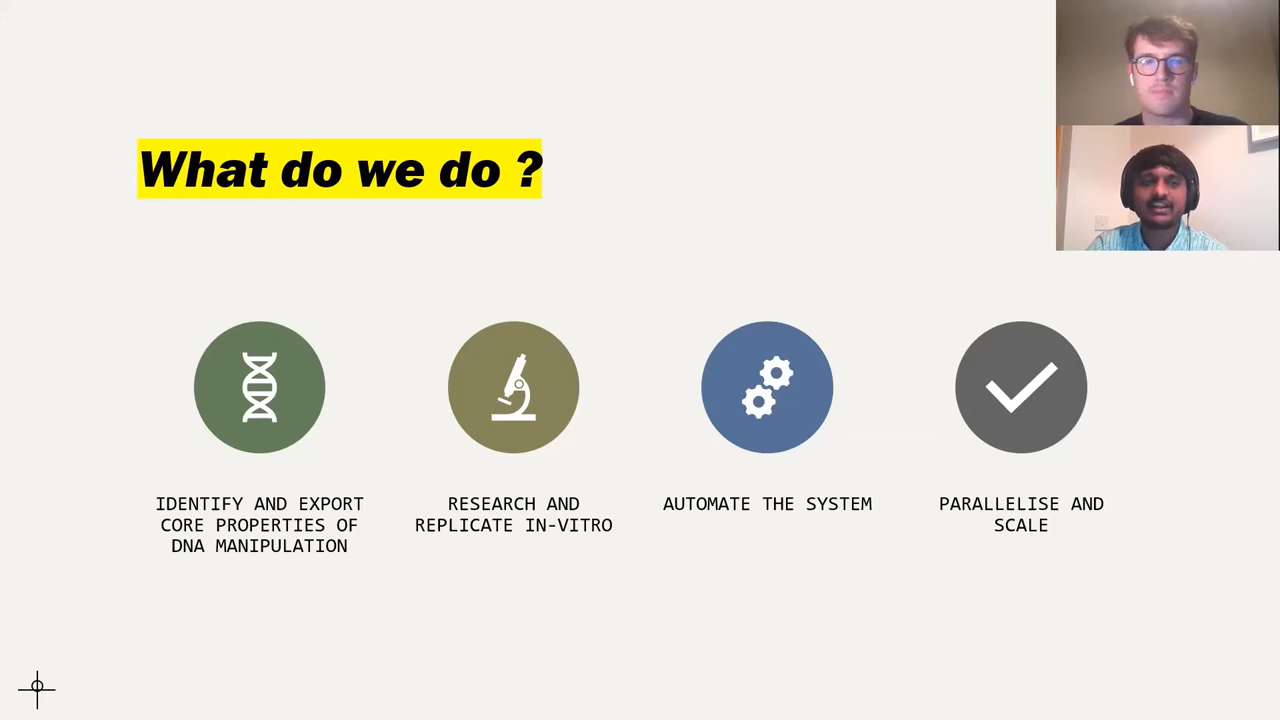 What do we do ?
IDENTIFY AND EXPORT
CORE PROPERTIES OF
DNA MANIPULATION
RESEARCH AND
REPLICATE IN-VITRO
AUTOMATE THE SYSTEM
PARALLELISE AND
SCALE